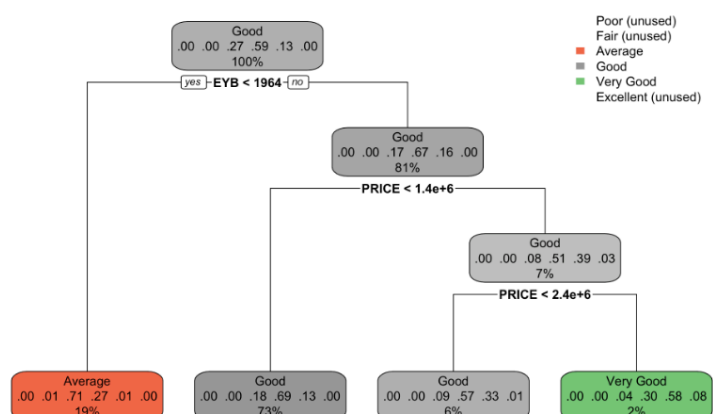 Good
.00 .00 .27 .59 .13 .00
100%
yes EYB < 1964 no
Good
.00 .00 .17 .67 .16 .00
81%
PRICE < 1.4e+6
Good
.00 .00 .08 .51 .39 .03
7%
PRICE < 2.4e+6
Average
.00 .01 .71 .27 .01 .00
19%
Good
.00 .00 .18 .69 .13 .00
73%
Good
.00 .00 .09 .57 .33 .01
6%
Very Good
.00 .00 .04 .30 .58 .08
2%
Poor (unused)
Fair (unused)
Average
Good
Very Good
Excellent (unused)